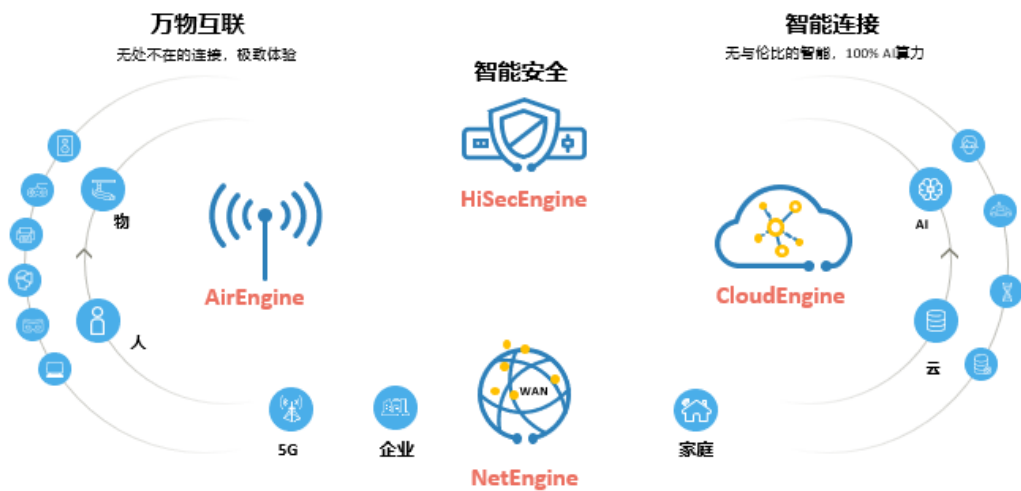 万物互联
无处不在的连接，极致体验
智能连接
无与伦比的智能，100% AI算力
智能安全
HiSecEngine
物
AI
AirEngine
CloudEngine
人
云
WAN
5G
企业
家庭
NetEngine